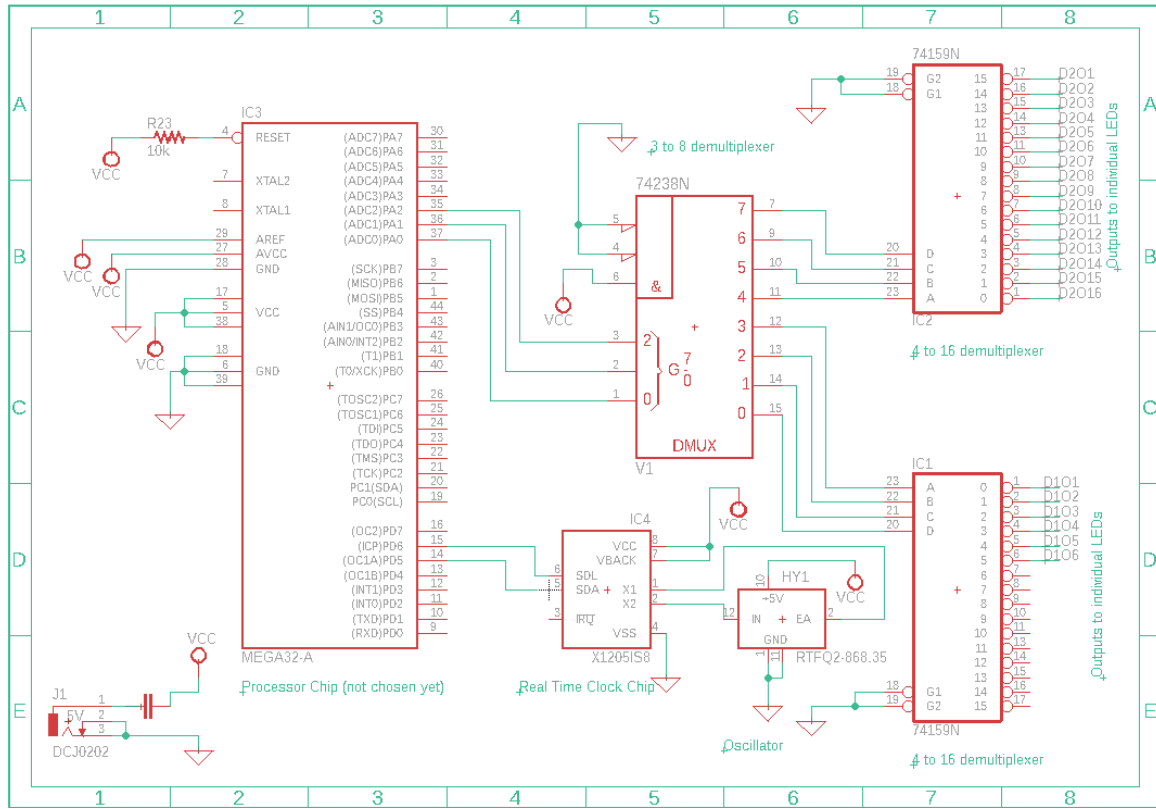 1 2 3 4 5 6 7 8
A
B
C
D
E
A
B
C
D
E
1 2 3 4 5 6 7 8
IC3
R23
10k
VCC
4 RESET
7 XTAL2
8 XTAL1
29 AREF
27 AVCC
28 GND
VCC
VCC
17
5 VCC
38
VCC
18
6 GND
39
(ADC7)PA7 30
(ADC6)PA6 31
(ADC5)PA5 32
(ADC4)PA4 33
(ADC3)PA3 34
(ADC2)PA2 35
(ADC1)PA1 36
(ADC0)PA0 37
(SCK)PB7 3
(MISO)PB6 2
(MOSI)PB5 1
(SS)PB4 44
(AIN1/OC0)PB3 43
(AIN0/INT2)PB2 42
(T1)PB1 41
(T0/XCK)PB0 40
(TOSC2)PC7 26
(TOSC1)PC6 25
(TDI)PC5 24
(TDO)PC4 23
(TMS)PC3 22
(TCK)PC2 21
PC1(SDA) 20
PC0(SCL) 19
(OC2)PD7 16
(ICP)PD6 15
(OC1A)PD5 14
(OC1B)PD4 13
(INT1)PD3 12
(INT0)PD2 11
(TXD)PD1 10
(RXD)PD0 9
MEGA32-A
Processor Chip (not chosen yet)
VCC
J1
5V
1
2
3
DCJ0202
3 to 8 demultiplexer
74238N
5
4
6
&
VCC
3 2
2
1 0
G 7
0
7 7
6 9
5 10
4 11
3 12
2 13
1 14
0 15
DMUX
V1
IC4
VCC 8
VBACK 7
6 SDL
5 SDA
X1 1
X2 2
3 IRQ
VSS 4
X1205IS8
Real Time Clock Chip
VCC
HY1
VCC
10
+5V
12 IN
EA 2
GND
1 11
RTFQ2-868.35
Oscillator
74159N
19 G2
18 G1
20 D
21 C
22 B
23 A
15 17 D2O1
14 16 D2O2
13 15 D2O3
12 14 D2O4
11 13 D2O5
10 11 D2O6
9 10 D2O7
8 9 D2O8
7 8 D2O9
6 7 D2O10
5 6 D2O11
4 5 D2O12
3 4 D2O13
2 3 D2O14
1 2 D2O15
0 1 D2O16
IC2
4 to 16 demultiplexer
Outputs to individual LEDs
IC1
23 A
22 B
21 C
20 D
18 G1
19 G2
0 1 D1O1
1 2 D1O2
2 3 D1O3
3 4 D1O4
4 5 D1O5
5 6 D1O6
6 7
7 8
8 9
9 10
10 11
11 13
12 14
13 15
14 16
15 17
74159N
4 to 16 demultiplexer
Outputs to individual LEDs